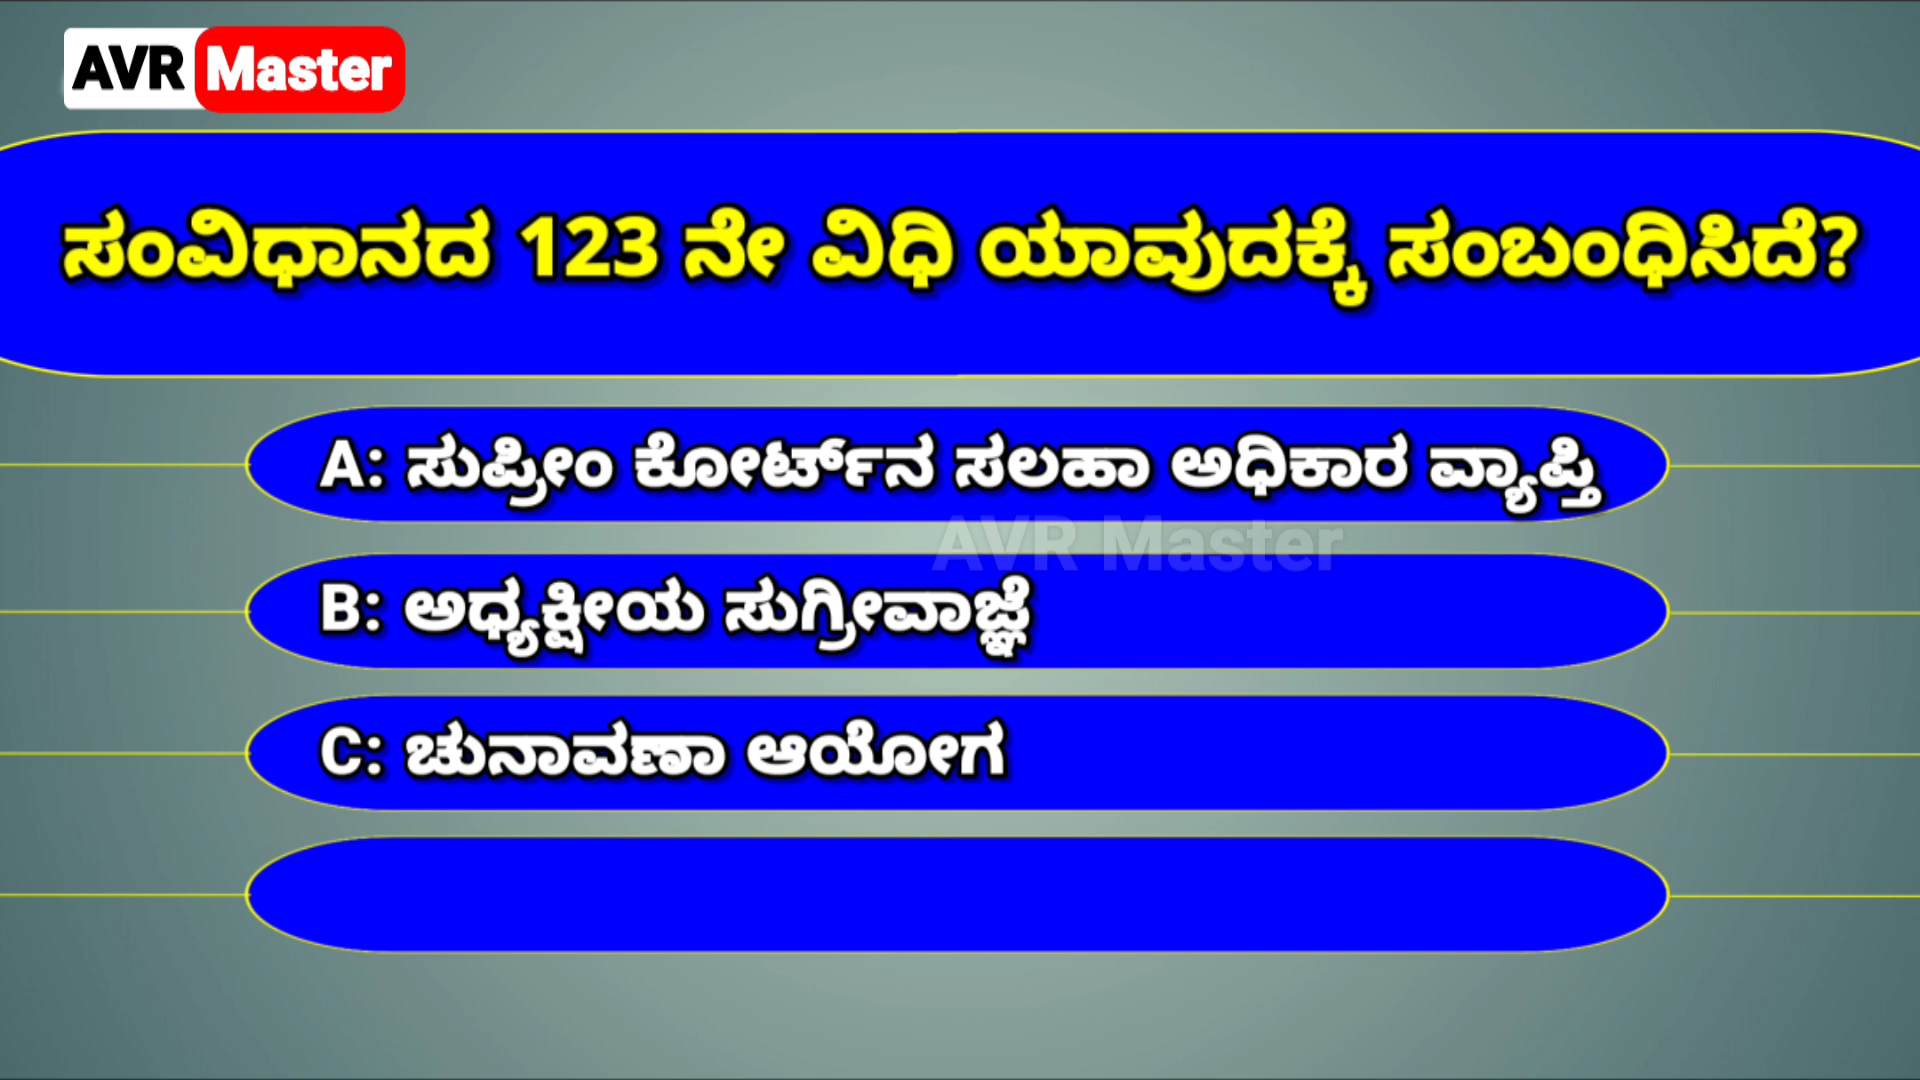 AVR Master
ಸಂವಿಧಾನದ 123 ನೇ ವಿಧಿ ಯಾವುದಕ್ಕೆ ಸಂಬಂಧಿಸಿದೆ?
A: ಸುಪ್ರೀಂ ಕೋರ್ಟ್‌ನ ಸಲಹಾ ಅಧಿಕಾರ ವ್ಯಾಪ್ತಿ
AVR Master
B: ಅಧ್ಯಕ್ಷೀಯ ಸುಗ್ರೀವಾಜ್ಞೆ
C: ಚುನಾವಣಾ ಆಯೋಗ